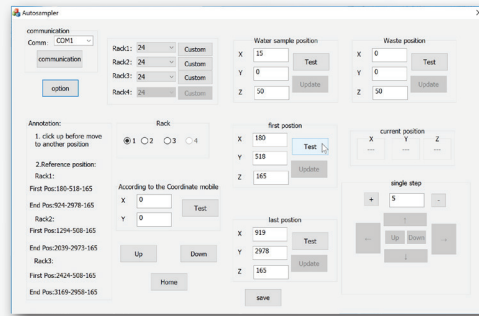 Autosampler
communication
Comm COM1
communication
option
Rack1: 24 Custom
Rack2: 24 Custom
Rack3: 24 Custom
Rack4: 24 Custom
Water sample position
X 15
Y 0
Z 50
Test
Update
Waste position
X 0
Y 0
Z 50
Test
Update
Annotation:
1. click up before move
to another position
2.Reference position:
Rack1:
First Pos:180-518-165
End Pos:924-2978-165
Rack2:
First Pos:1294-508-165
End Pos:2039-2973-165
Rack3:
First Pos:2424-508-165
End Pos:3169-2958-165
Rack
1 2 3 4
According to the Coordinate mobile
X 0
Y 0
Test
Up Down
Home
first postion
X 180
Y 518
Z 165
Test
Update
last postion
X 919
Y 2978
Z 165
Test
Update
save
current position
X Y Z
--- --- ---
single step
+ 5 -
↑
← Up Down →
↓